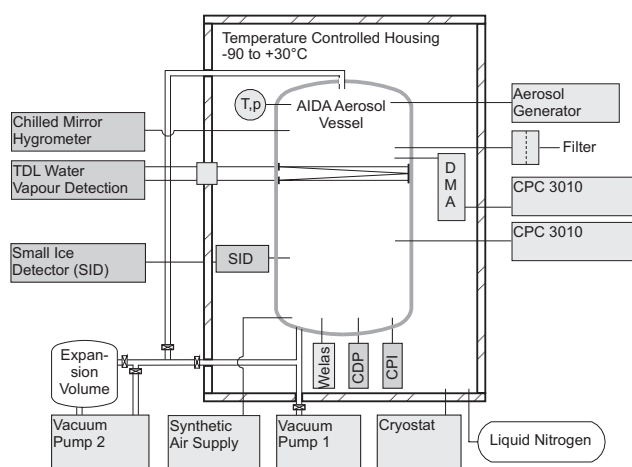 Temperature Controlled Housing
-90 to +30°C
T,p
AIDA Aerosol
Vessel
Aerosol
Generator
Chilled Mirror
Hygrometer
Filter
TDL Water
Vapour Detection
D
M
A
CPC 3010
CPC 3010
Small Ice
Detector (SID)
SID
Welas
CDP
CPI
Expan-
sion
Volume
Vacuum
Pump 2
Synthetic
Air Supply
Vacuum
Pump 1
Cryostat
Liquid Nitrogen